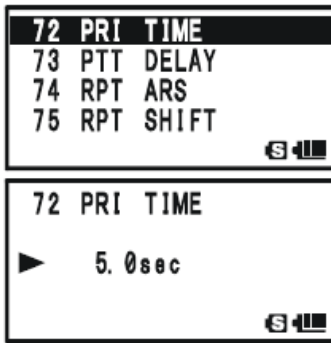 72 PRI TIME
73 PTT DELAY
74 RPT ARS
75 RPT SHIFT
S
72 PRI TIME
5.0sec
S